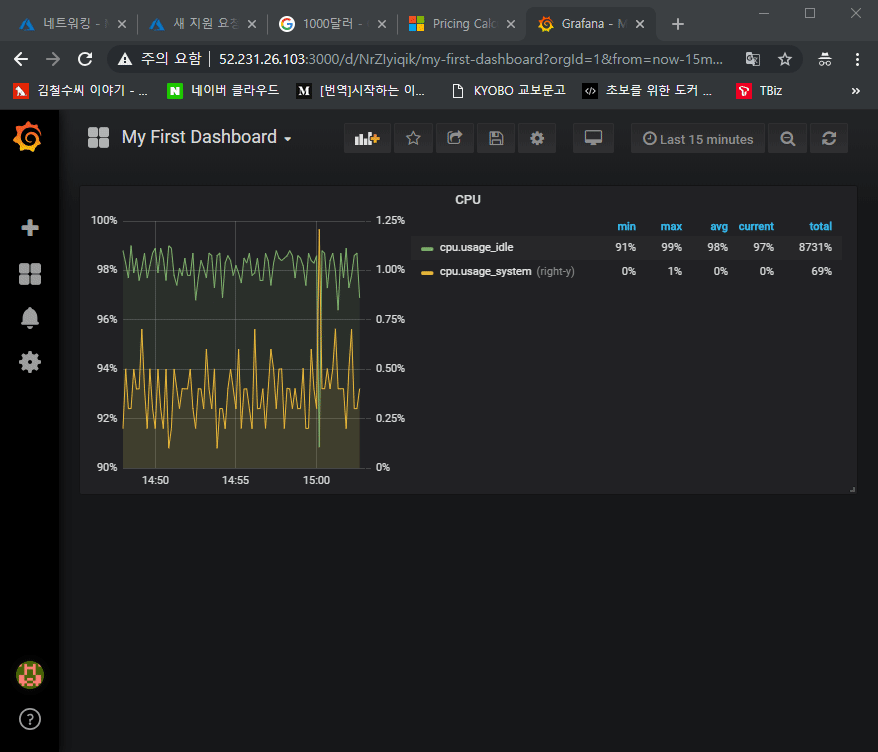 네트워킹 -
새 지원 요청
1000달러 -
Pricing Calc
Grafana - M
주의 요함 | 52.231.26.103:3000/d/NrZIyiqik/my-first-dashboard?orgId=1&from=now-15m...
김철수씨 이야기 - ...
네이버 클라우드
[번역]시작하는 이...
KYOBO 교보문고
초보를 위한 도커 ...
TBiz
»
My First Dashboard
Last 15 minutes
CPU
min max avg current total
cpu.usage_idle 91% 99% 98% 97% 8731%
cpu.usage_system (right-y) 0% 1% 0% 0% 69%
100% 1.25%
98% 1.00%
96% 0.75%
94% 0.50%
92% 0.25%
90% 0%
14:50 14:55 15:00